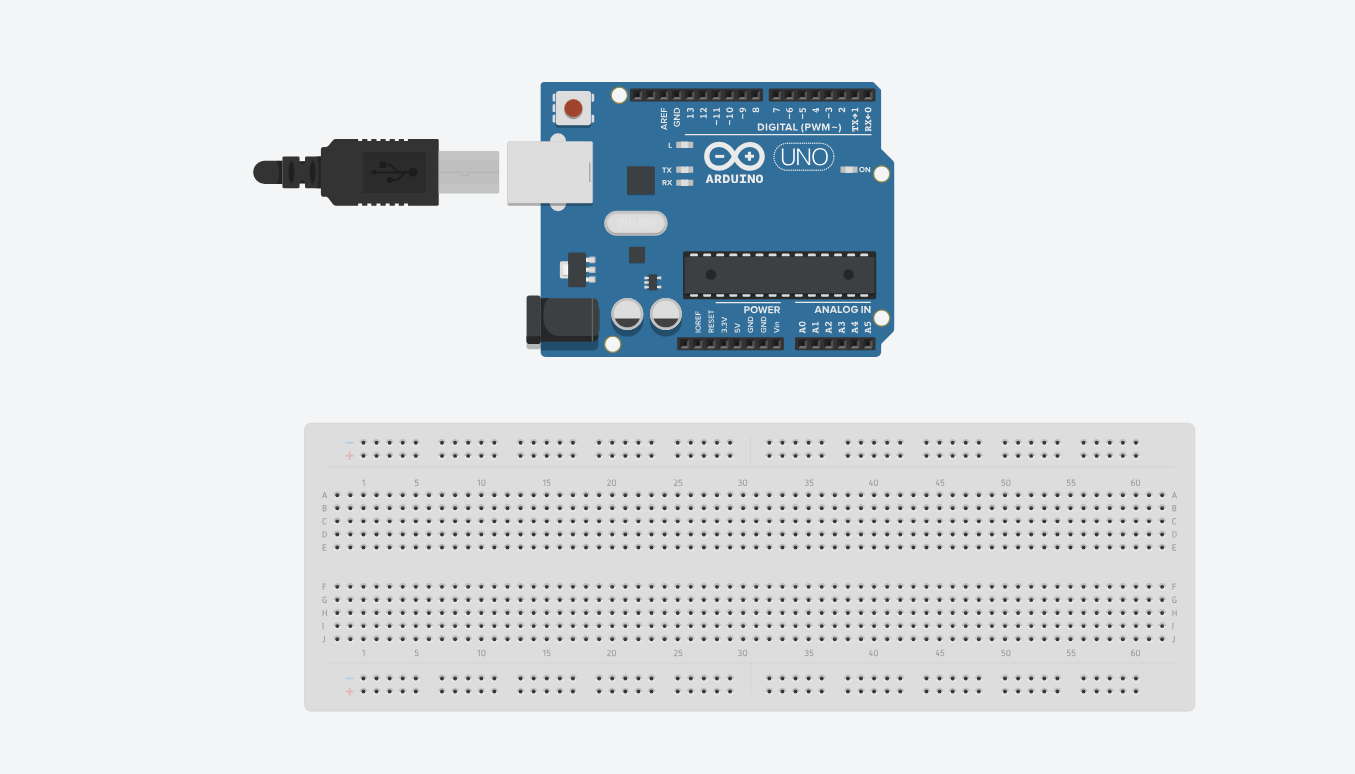 AREF GND 13 12 ~11 ~10 ~9 8 7 ~6 ~5 4 ~3 2 TX→1 RX←0
DIGITAL (PWM~)
L
TX
RX
ARDUINO
UNO
ON
POWER
ANALOG IN
IOREF RESET 3.3V 5V GND GND Vin A0 A1 A2 A3 A4 A5
−
+
1 5 10 15 20 25 30 35 40 45 50 55 60
A A
B B
C C
D D
E E
F F
G G
H H
I I
J J
1 5 10 15 20 25 30 35 40 45 50 55 60
−
+